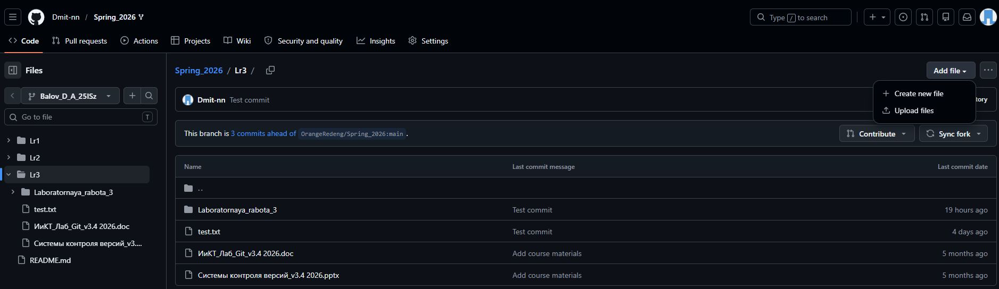 Dmit-nn / Spring_2026
Type / to search
Code Pull requests Actions Projects Wiki Security and quality Insights Settings
Files
Balov_D_A_25ISz
Go to file T
Lr1
Lr2
Lr3
Laboratornaya_rabota_3
test.txt
ИиКТ_Лаб_Git_v3.4 2026.doc
Системы контроля версий_v3....
README.md
Spring_2026 / Lr3 /
Add file
Create new file
Upload files
Dmit-nn Test commit
tory
This branch is 3 commits ahead of OrangeRedeng/Spring_2026:main.
Contribute Sync fork
Name Last commit message Last commit date
..
Laboratornaya_rabota_3 Test commit 19 hours ago
test.txt Test commit 4 days ago
ИиКТ_Лаб_Git_v3.4 2026.doc Add course materials 5 months ago
Системы контроля версий_v3.4 2026.pptx Add course materials 5 months ago